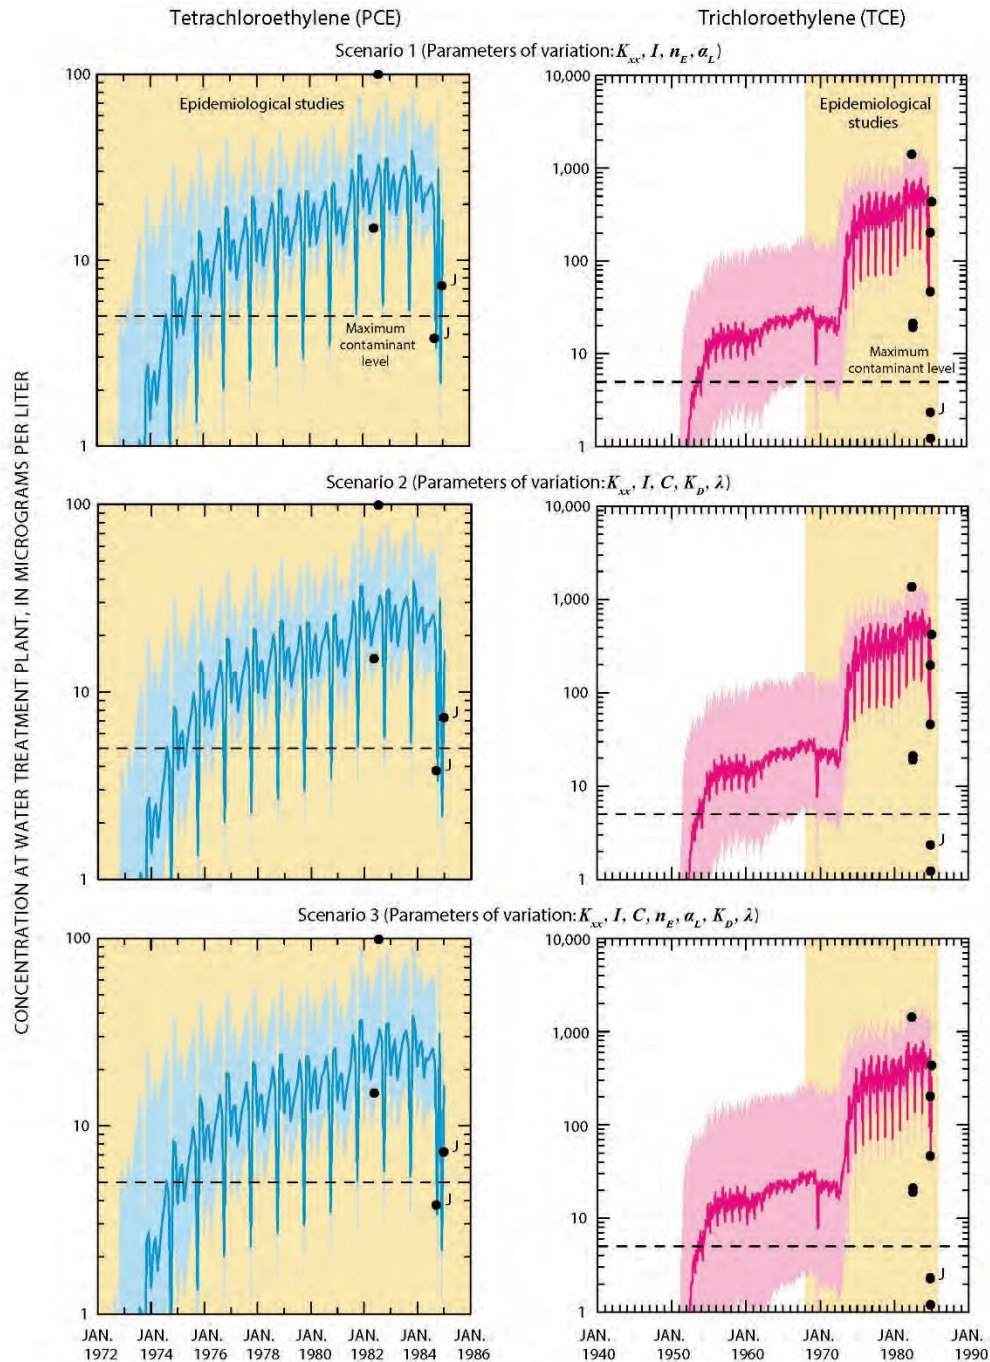 Tetrachloroethylene (PCE)
Trichloroethylene (TCE)
Scenario 1 (Parameters of variation: Kxx, I, nE, αL)
CONCENTRATION AT WATER TREATMENT PLANT, IN MICROGRAMS PER LITER
100
10
1
Epidemiological studies
Maximum
contaminant
level
J
J
JAN.
1972
JAN.
1974
JAN.
1976
JAN.
1978
JAN.
1980
JAN.
1982
JAN.
1984
JAN.
1986
10,000
1,000
100
10
1
Epidemiological
studies
Maximum
contaminant level
J
JAN.
1940
JAN.
1950
JAN.
1960
JAN.
1970
JAN.
1980
JAN.
1990
Scenario 2 (Parameters of variation: Kxx, I, C, KD, λ)
100
10
1
J
J
10,000
1,000
100
10
1
J
Scenario 3 (Parameters of variation: Kxx, I, C, nE, αL, KD, λ)
100
10
1
J
J
10,000
1,000
100
10
1
J